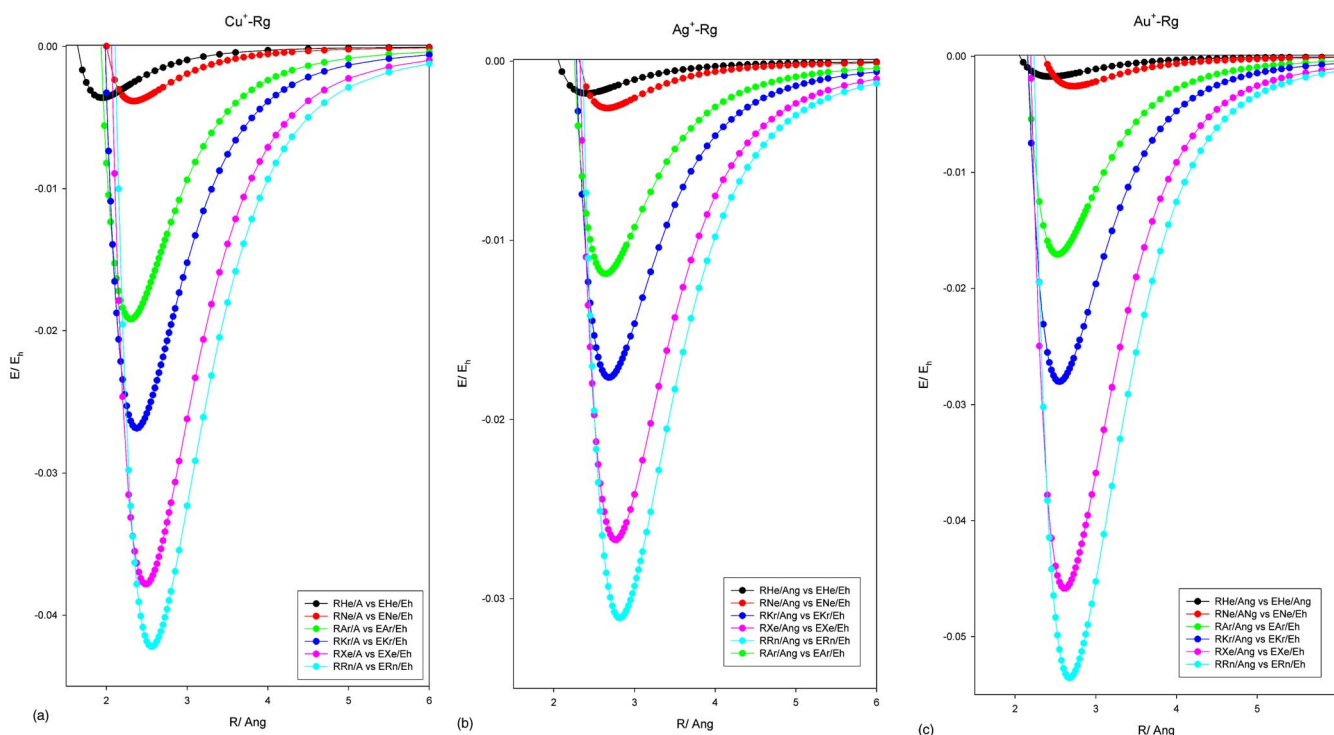 Cu+-Rg
0.00
-0.01
-0.02
-0.03
-0.04
E/ Eh
2
3
4
5
6
R/ Ang
(a)
RHe/A vs EHe/Eh
RNe/A vs ENe/Eh
RAr/A vs EAr/Eh
RKr/A vs EKr/Eh
RXe/A vs EXe/Eh
RRn/A vs ERn/Eh
Ag+-Rg
0.00
-0.01
-0.02
-0.03
E/ Eh
2
3
4
5
6
R/ Ang
(b)
RHe/Ang vs EHe/Eh
RNe/Ang vs ENe/Eh
RKr/Ang vs EKr/Eh
RXe/Ang vs EXe/Eh
RRn/Ang vs ERn/Eh
RAr/Ang vs EAr/Eh
Au+-Rg
0.00
-0.01
-0.02
-0.03
-0.04
-0.05
E/ Eh
2
3
4
5
R/ Ang
(c)
RHe/Ang vs EHe/Ang
RNe/ANg vs ENe/Eh
RAr/Ang vs EAr/Eh
RKr/Ang vs EKr/Eh
RXe/Ang vs EXe/Eh
RRn/Ang vs ERn/Eh